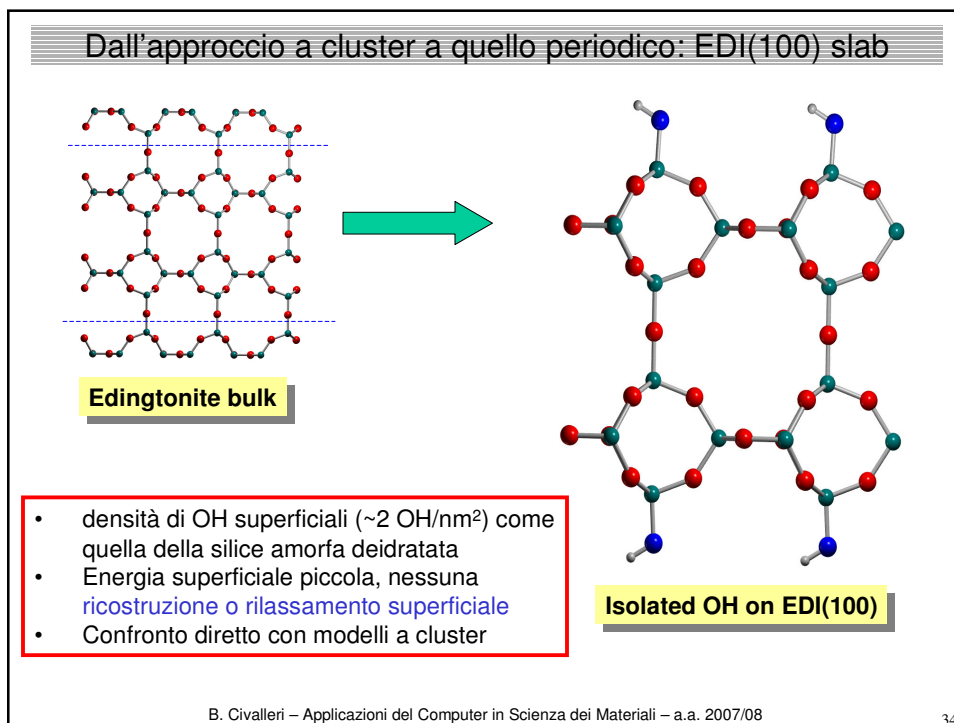 Dall'approccio a cluster a quello periodico: EDI(100) slab
Edingtonite bulk
• densità di OH superficiali (~2 OH/nm²) come
quella della silice amorfa deidratata
• Energia superficiale piccola, nessuna
ricostruzione o rilassamento superficiale
• Confronto diretto con modelli a cluster
Isolated OH on EDI(100)
B. Civalleri – Applicazioni del Computer in Scienza dei Materiali – a.a. 2007/08
34